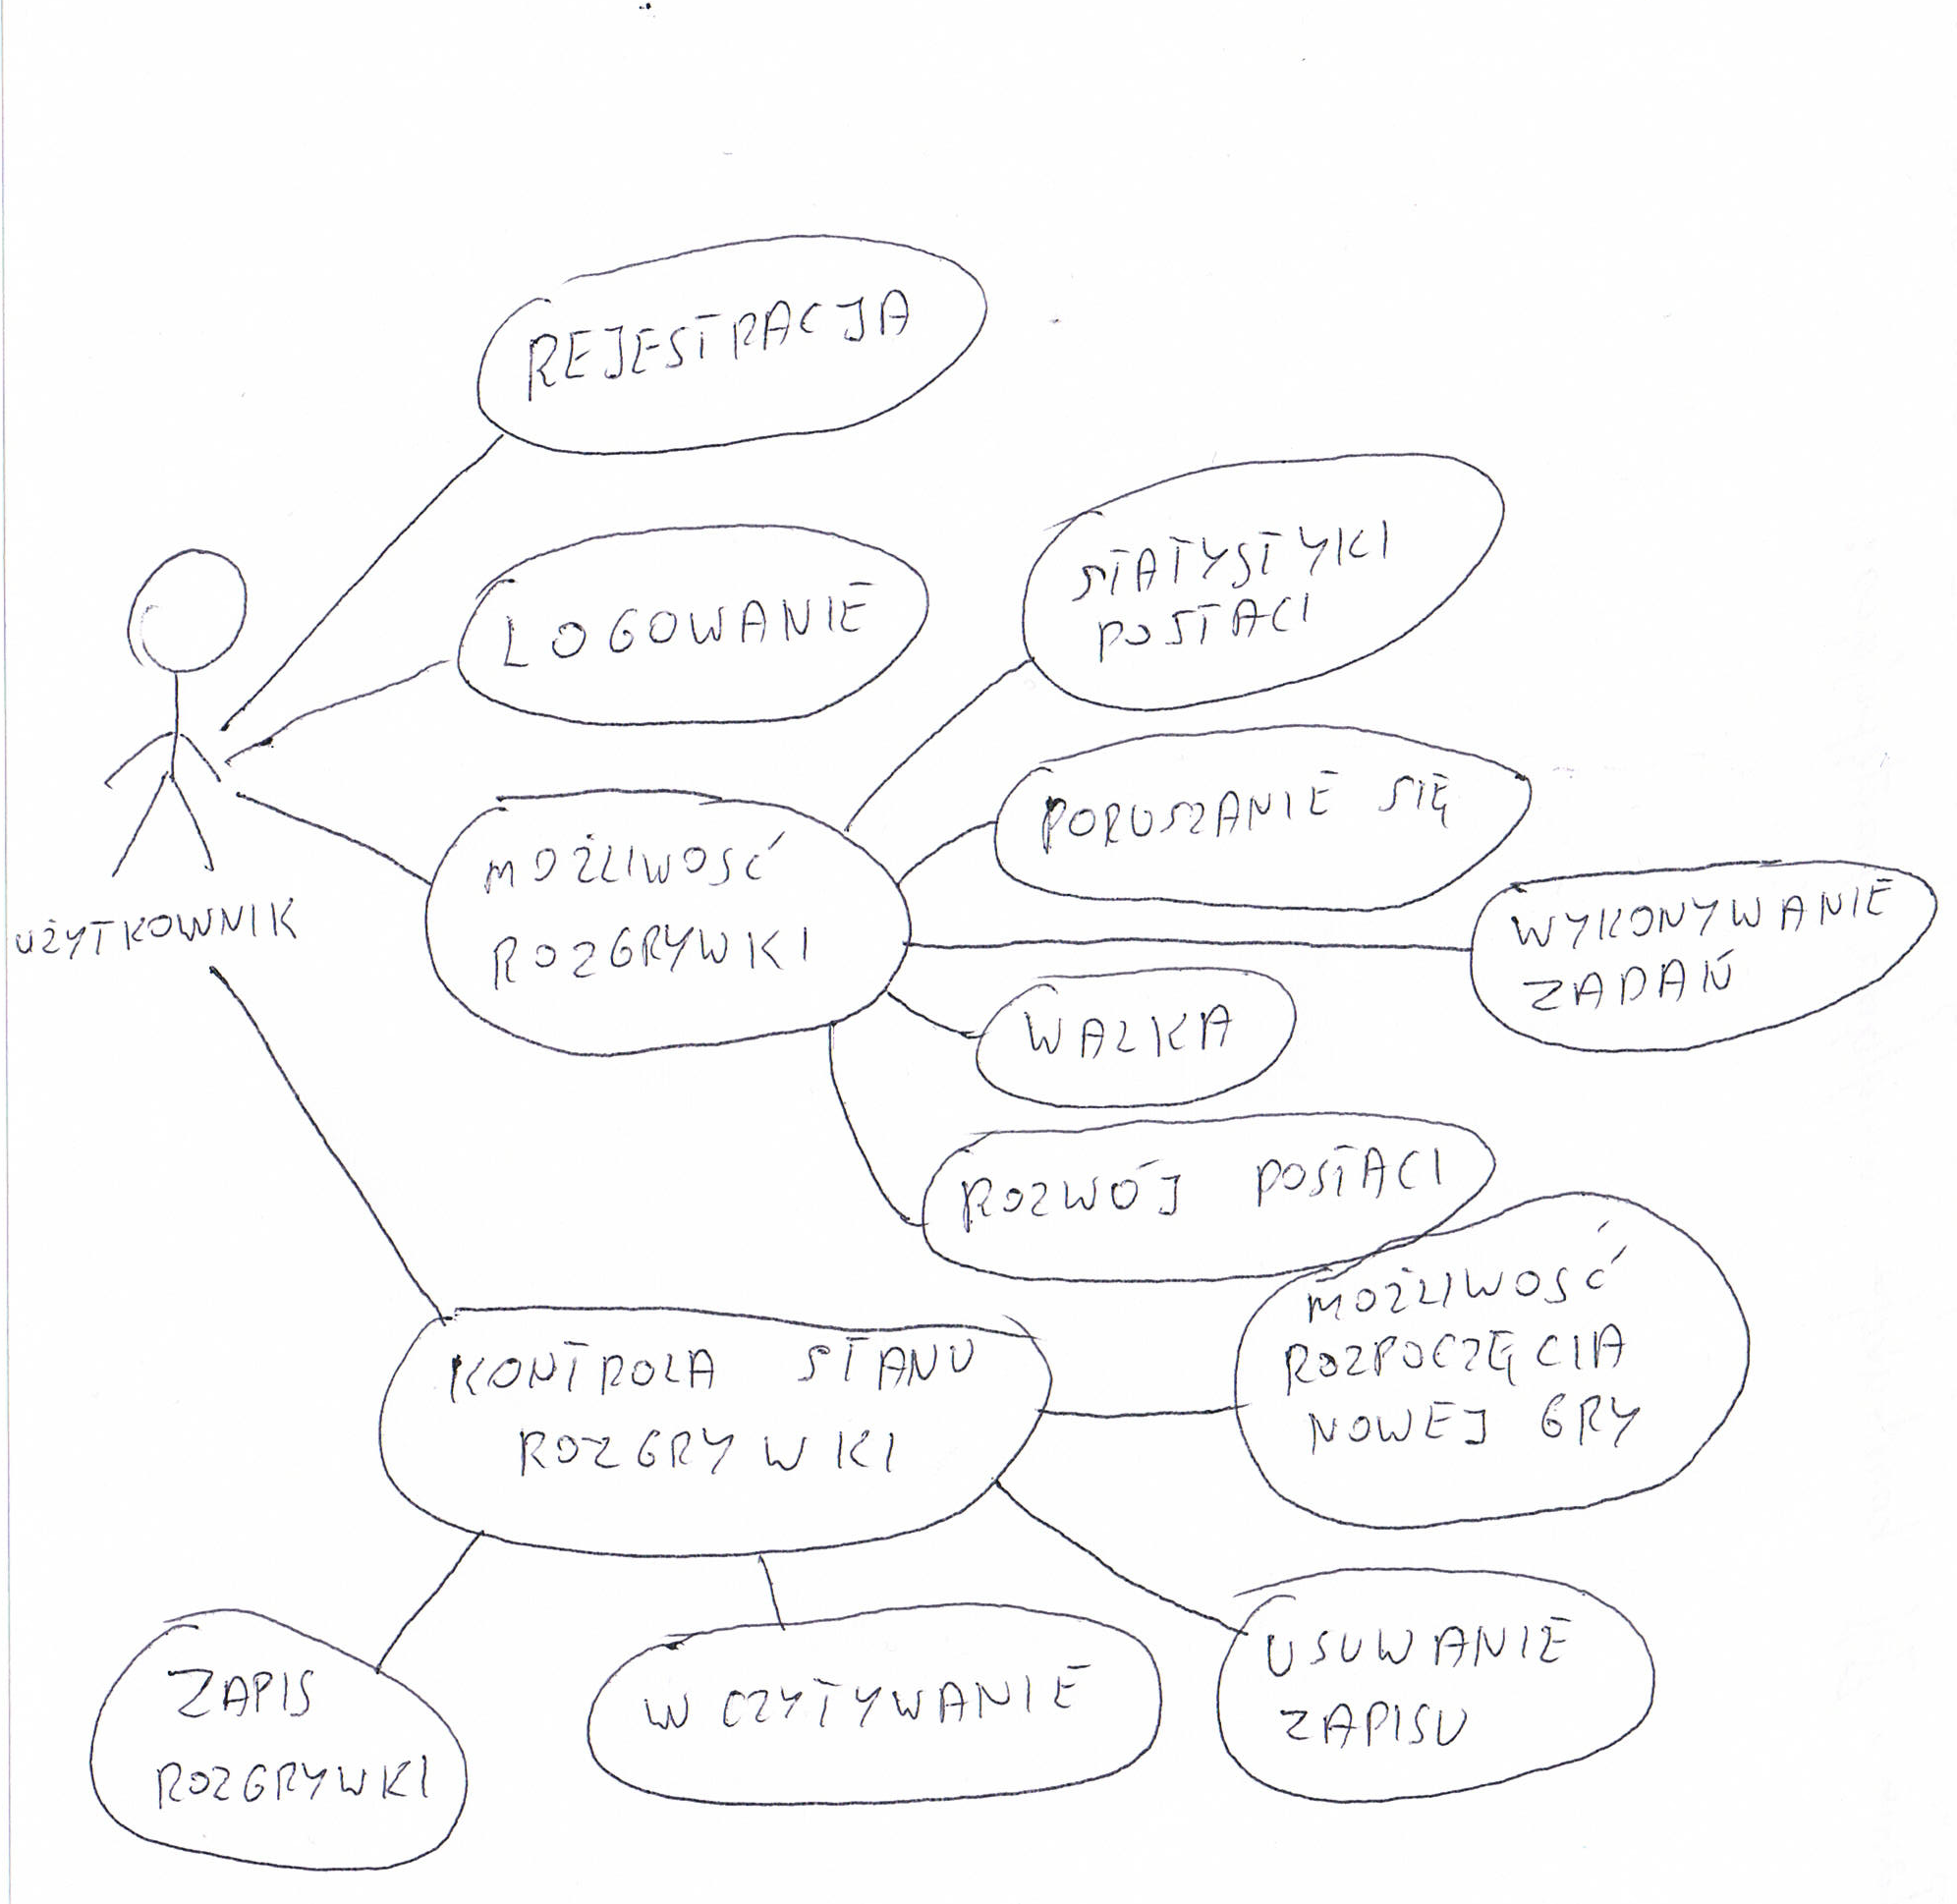 REJESTRACJA
LOGOWANIE
STATYSTYKI
POSTACI
UŻYTKOWNIK
MOŻLIWOŚĆ
ROZGRYWKI
PORUSZANIE SIĘ
WYKONYWANIE
ZADAŃ
WALKA
ROZWÓJ POSTACI
KONTROLA STANU
ROZGRYWKI
MOŻLIWOŚĆ
ROZPOCZĘCIA
NOWEJ GRY
ZAPIS
ROZGRYWKI
WCZYTYWANIE
USUWANIE
ZAPISU